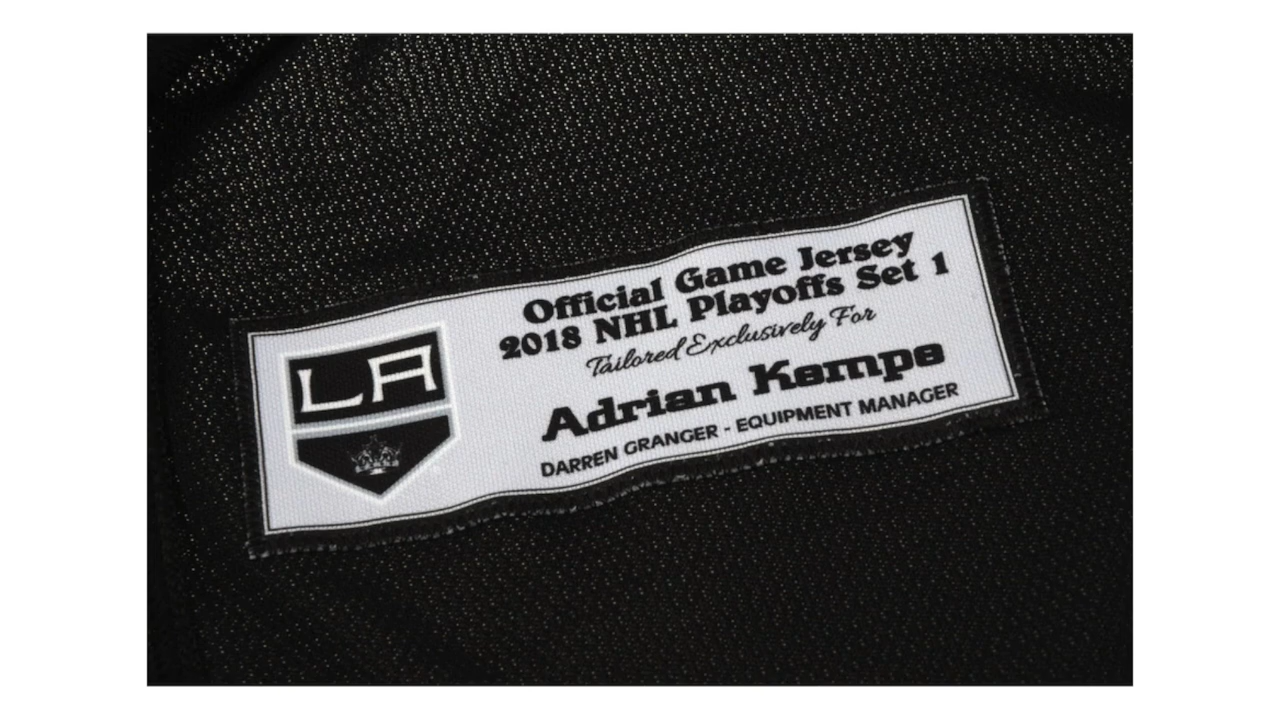 LA
Official Game Jersey
2018 NHL Playoffs Set 1
Tailored Exclusively For
Adrian Kempe
DARREN GRANGER - EQUIPMENT MANAGER